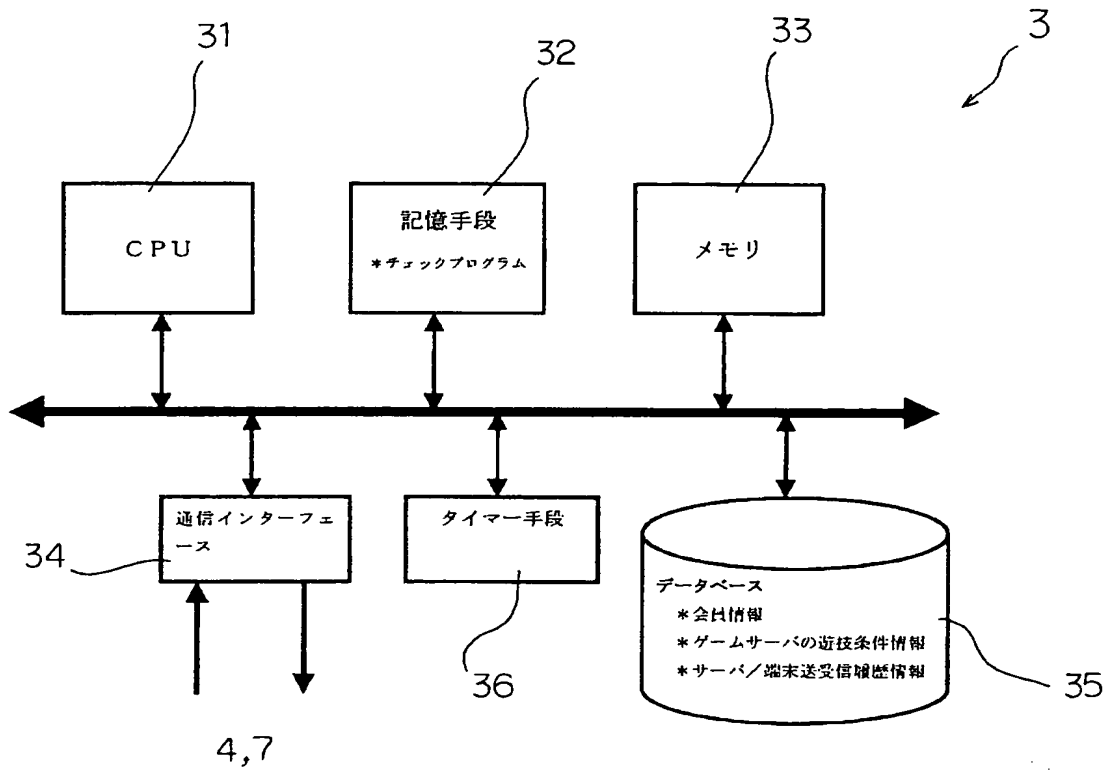 31
32
33
3
CPU
記憶手段
*チェックプログラム
メモリ
通信インターフェ
ース
タイマー手段
データベース
*会員情報
*ゲームサーバの遊技条件情報
*サーバ/端末送受信履歴情報
34
36
35
4,7